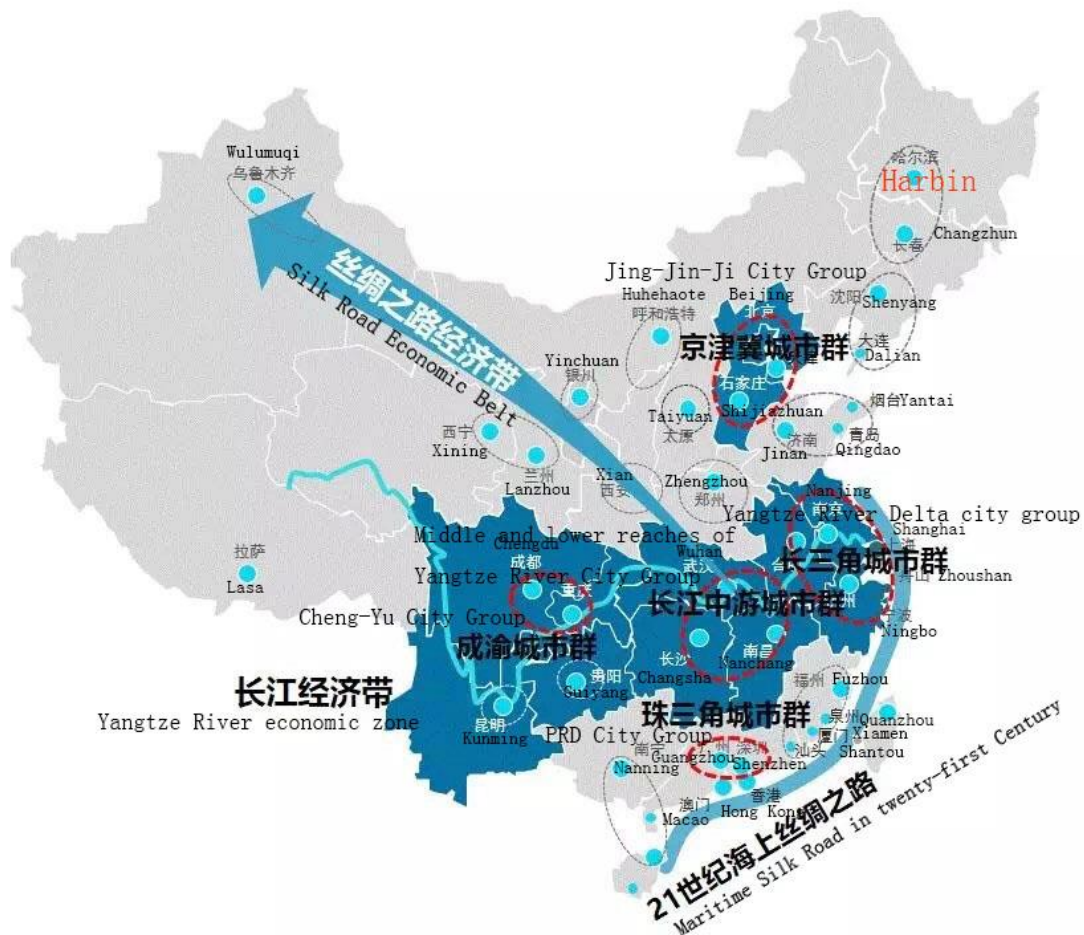 Wulumuqi
乌鲁木齐
哈尔滨
Harbin
Changzhun
长春
丝绸之路经济带
Silk Road Economic Belt
Jing-Jin-Ji City Group
Huhehaote
呼和浩特
Beijing
北京
沈阳
Shenyang
京津冀城市群
大连
Dalian
Yinchuan
银州
石家庄
Shijiazhuan
Taiyuan
太原
烟台Yantai
青岛
Qingdao
济南
Jinan
西宁
Xining
兰州
Lanzhou
Xian
西安
Zhengzhou
郑州
Nanjing
南京
Yangtze River Delta city group
Shanghai
上海
长三角城市群
Zhoushan
宁波
Ningbo
Middle and lower reaches of
Yangtze River City Group
Chengdu
成都
重庆
Wuhan
武汉
长江中游城市群
拉萨
Lasa
Cheng-Yu City Group
成渝城市群
长沙
Changsha
南昌
Nanchang
长江经济带
Yangtze River economic zone
贵阳
Guiyang
昆明
Kunming
福州
Fuzhou
泉州
Quanzhou
厦门
Xiamen
汕头
Shantou
珠三角城市群
PRD City Group
深圳
Guangzhou
Shenzhen
南宁
Nanning
澳门
Macao
香港
Hong Kong
21世纪海上丝绸之路
Maritime Silk Road in twenty-first Century